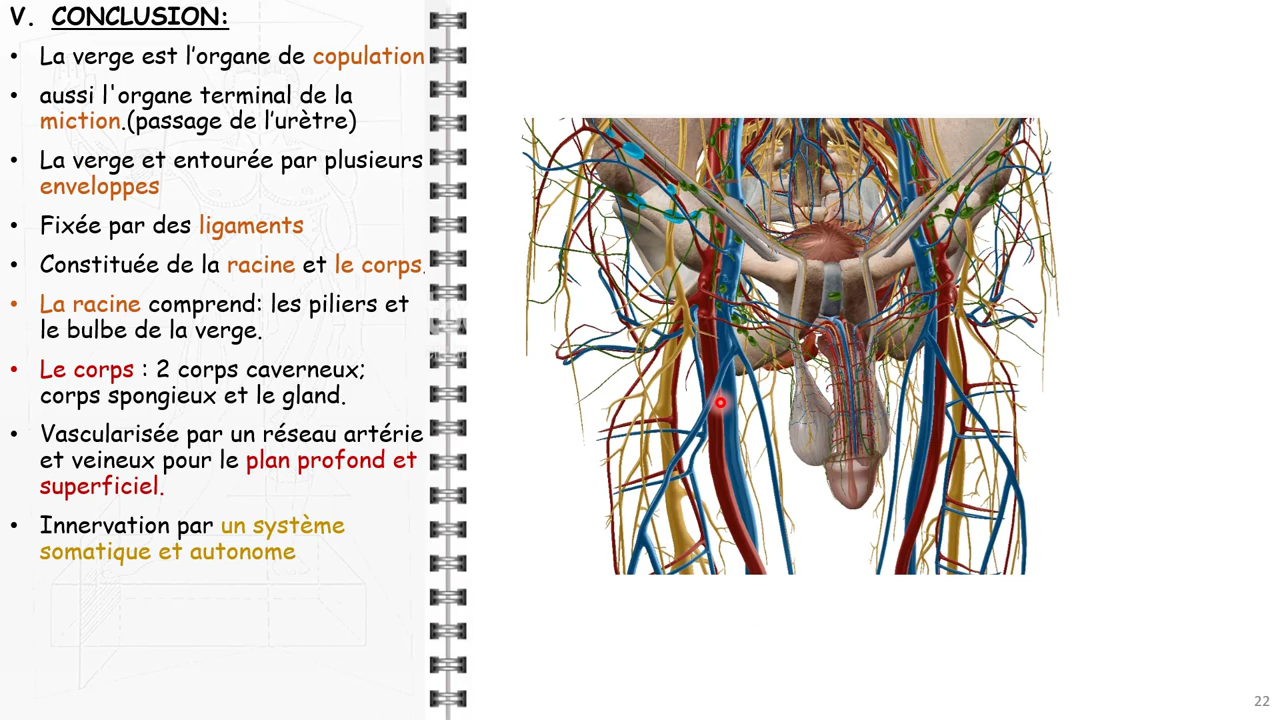 V. CONCLUSION:
• La verge est l’organe de copulation
• aussi l'organe terminal de la
miction.(passage de l’urètre)
• La verge et entourée par plusieurs
enveloppes
• Fixée par des ligaments
• Constituée de la racine et le corps.
• La racine comprend: les piliers et
le bulbe de la verge.
• Le corps : 2 corps caverneux;
corps spongieux et le gland.
• Vascularisée par un réseau artérie
et veineux pour le plan profond et
superficiel.
• Innervation par un système
somatique et autonome
22